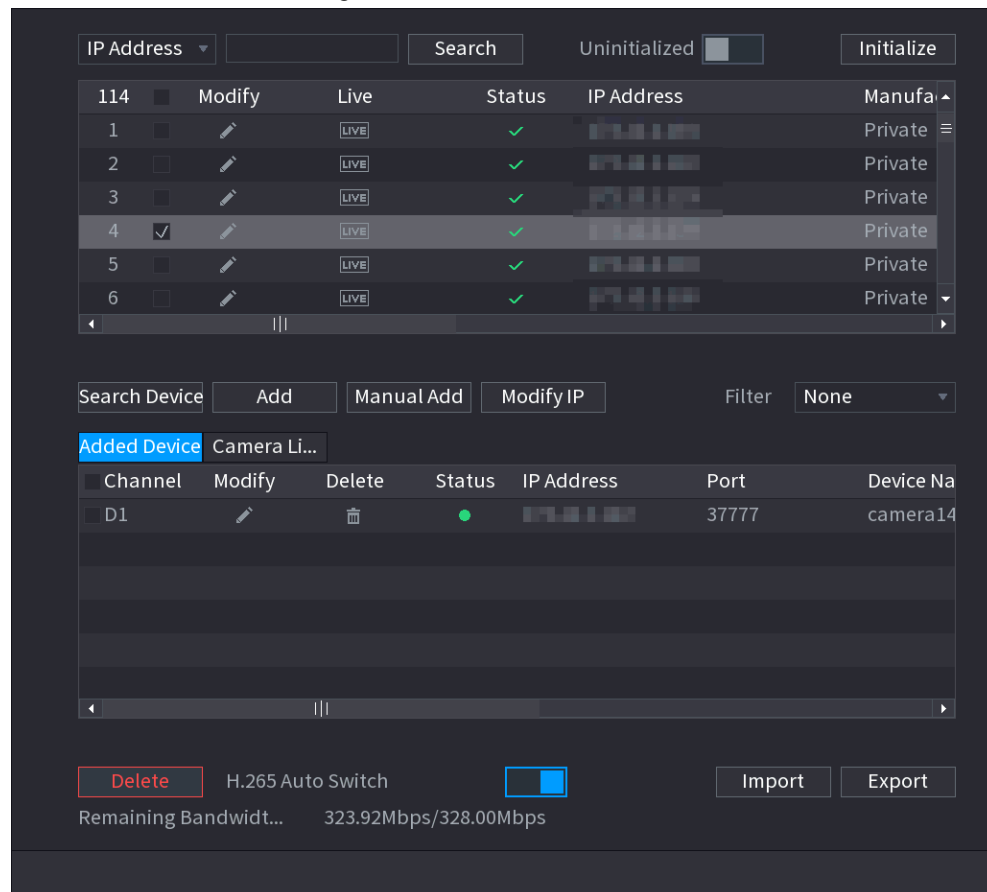 IP Address Search Uninitialized Initialize
114 Modify Live Status IP Address Manufa
1 LIVE Private
2 LIVE Private
3 LIVE Private
4 LIVE Private
5 LIVE Private
6 LIVE Private
Search Device Add Manual Add Modify IP Filter None
Added Device Camera Li...
Channel Modify Delete Status IP Address Port Device Na
D1 37777 camera14
Delete H.265 Auto Switch Import Export
Remaining Bandwidt... 323.92Mbps/328.00Mbps